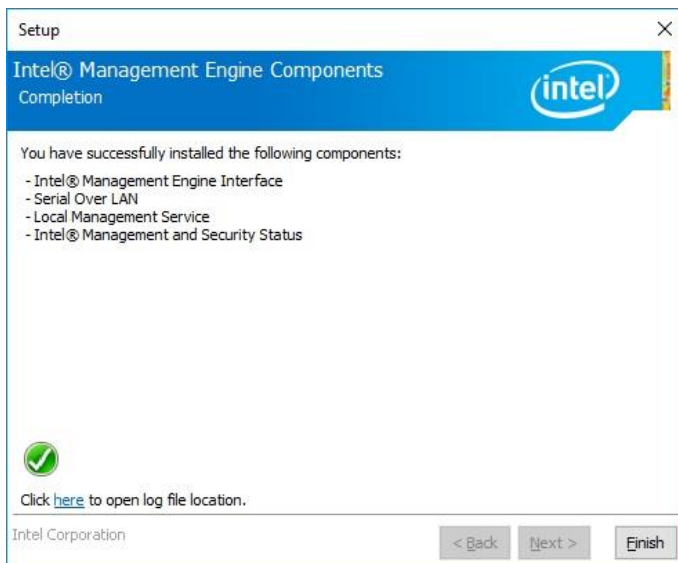 Setup
Intel® Management Engine Components
Completion
intel
You have successfully installed the following components:
- Intel® Management Engine Interface
- Serial Over LAN
- Local Management Service
- Intel® Management and Security Status
Click here to open log file location.
Intel Corporation
< Back Next > Finish